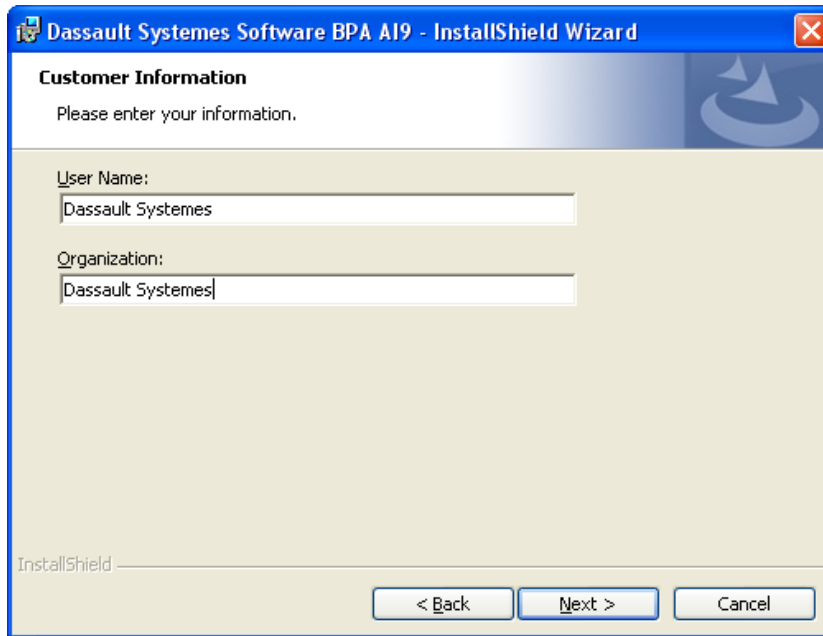 Dassault Systemes Software BPA AI9 - InstallShield Wizard
Customer Information
Please enter your information.
User Name:
Dassault Systemes
Organization:
Dassault Systemes
InstallShield
< Back
Next >
Cancel